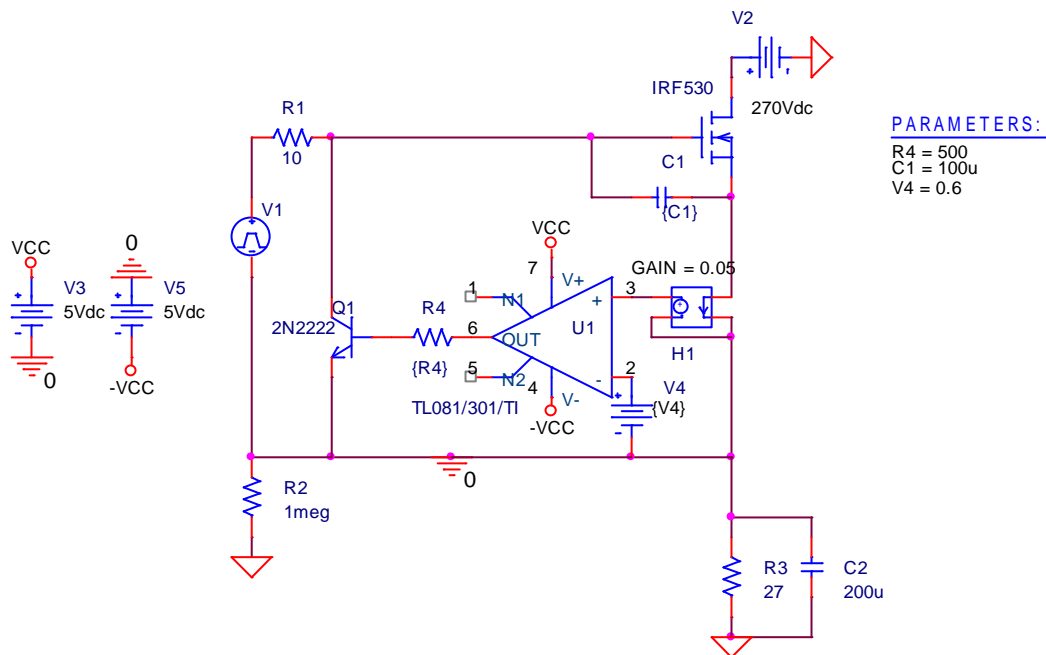 V2
IRF530
270Vdc
PARAMETERS:
R4 = 500
C1 = 100u
V4 = 0.6
R1
10
C1
{C1}
V1
VCC
0
V3
5Vdc
V5
5Vdc
0
-VCC
VCC
7
V+
GAIN = 0.05
1
N1
+
3
Q1
2N2222
R4
{R4}
6
OUT
U1
H1
5
N2
4
V-
-
2
TL081/301/TI
-VCC
V4
{V4}
0
R2
1meg
R3
27
C2
200u